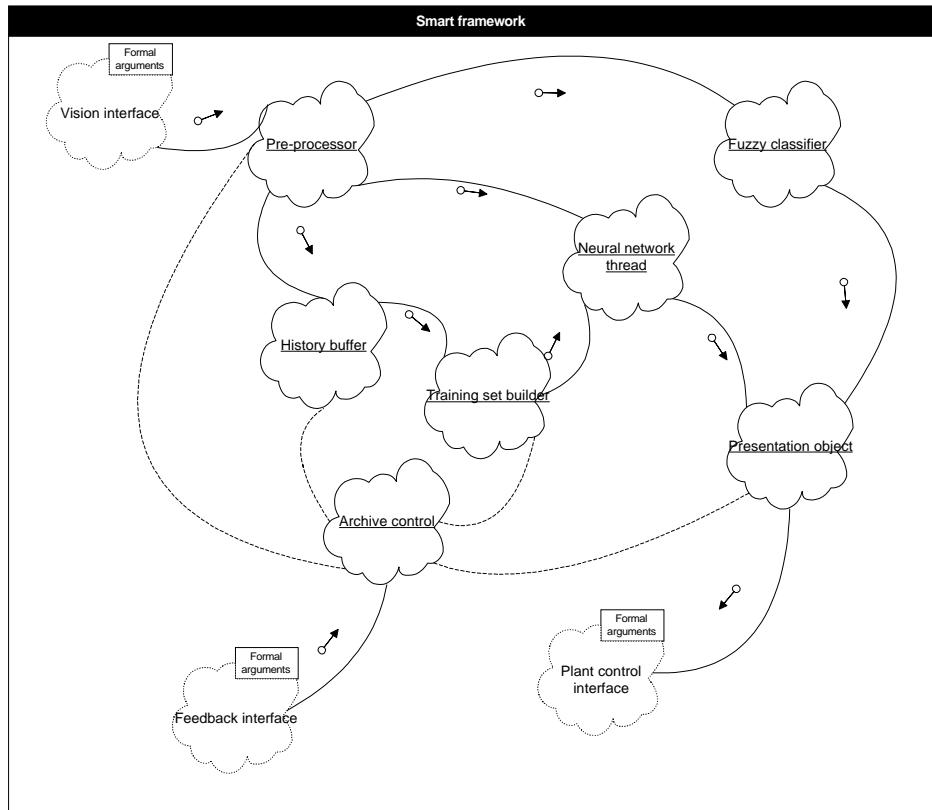 Smart framework
Formal
arguments
Vision interface
Pre-processor
Fuzzy classifier
Neural network
thread
History buffer
Training set builder
Presentation object
Archive control
Formal
arguments
Plant control
interface
Formal
arguments
Feedback interface